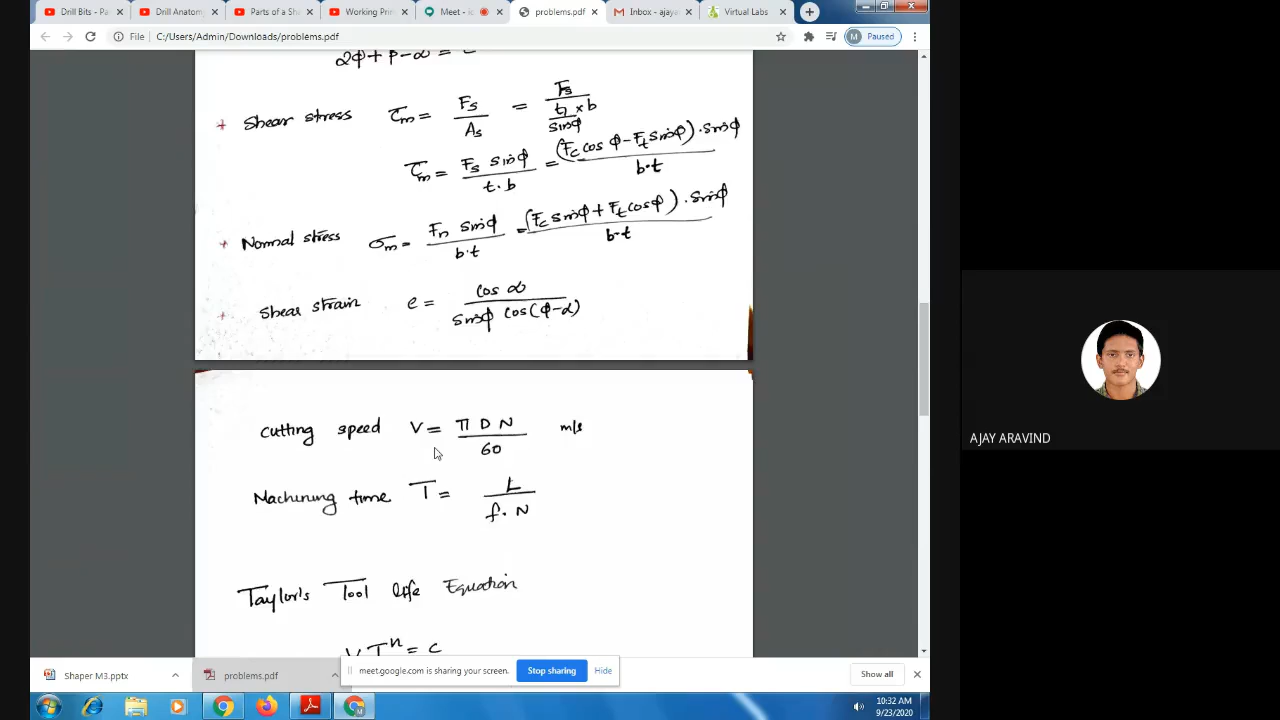 Drill Bits - Pa
Drill Anatom
Parts of a Sha
Working Prin
Meet - i
problems.pdf
Inbox - ajaya
Virtual Labs
File | C:/Users/Admin/Downloads/problems.pdf
Paused
2φ + β - α = C
+ Shear stress τm = Fs / As = Fs / (t1 / sinφ × b)
τm = Fs sinφ / t · b = (Fc cos φ - Ft sinφ) · sinφ / b·t
+ Normal stress σm = Fn sinφ / b·t = (Fc sinφ + Ft cosφ) · sinφ / b·t
+ Shear strain e = cos α / sinφ cos(φ-α)
Cutting speed V = π D N / 60 m/s
Machining time T = L / f · N
Taylor's Tool life Equation
V T^n = c
AJAY ARAVIND
meet.google.com is sharing your screen.
Stop sharing
Hide
Shaper M3.pptx
problems.pdf
Show all
10:32 AM
9/23/2020